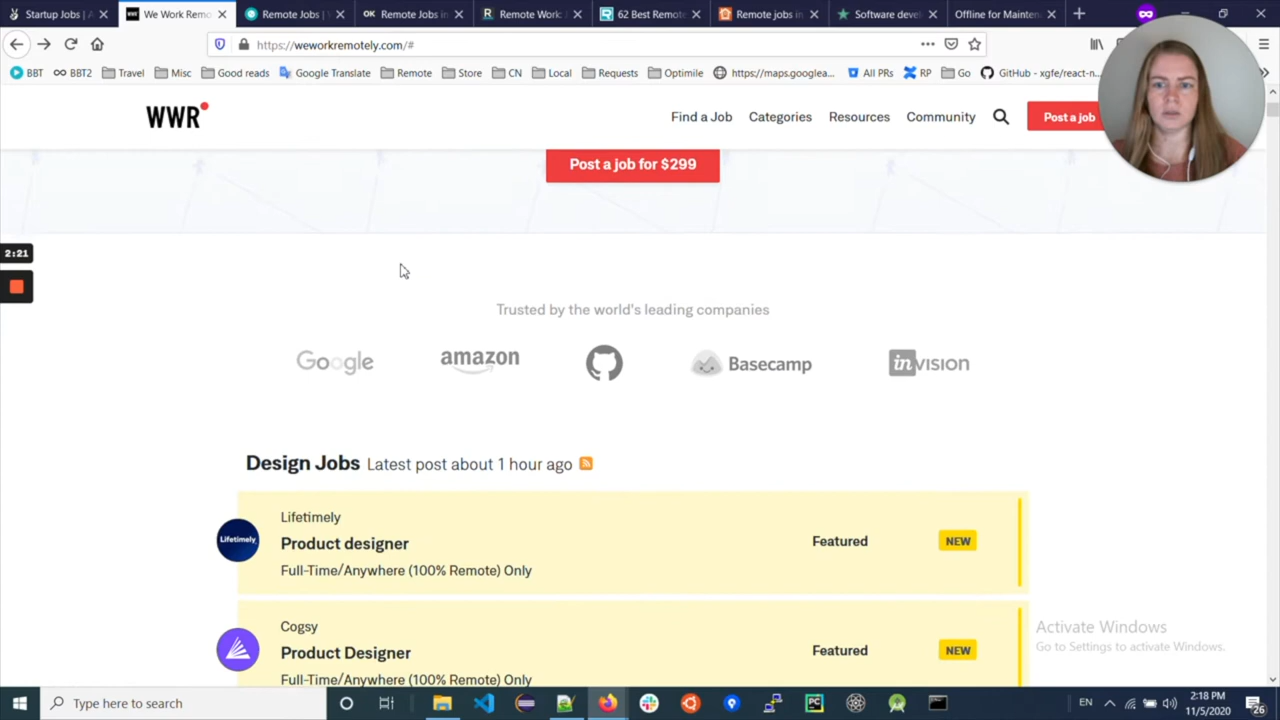 Startup Jobs | A
We Work Remo
Remote Jobs |
Remote Jobs in
Remote Work:
62 Best Remote
Remote jobs in
Software deve
Offline for Mainten
https://weworkremotely.com/#
BBT
BBT2
Travel
Misc
Good reads
Google Translate
Remote
Store
CN
Local
Requests
Optimile
https://maps.googlea...
All PRs
RP
Go
GitHub - xgfe/react-n...
WWR
Find a Job
Categories
Resources
Community
Post a job
Post a job for $299
2:21
Trusted by the world's leading companies
Google
amazon
Basecamp
inVISION
Design Jobs Latest post about 1 hour ago
Lifetimely
Lifetimely
Product designer
Featured
NEW
Full-Time/Anywhere (100% Remote) Only
Cogsy
Product Designer
Featured
NEW
Full-Time/Anywhere (100% Remote) Only
Activate Windows
Go to Settings to activate Windows.
Type here to search
EN
2:18 PM
11/5/2020
26